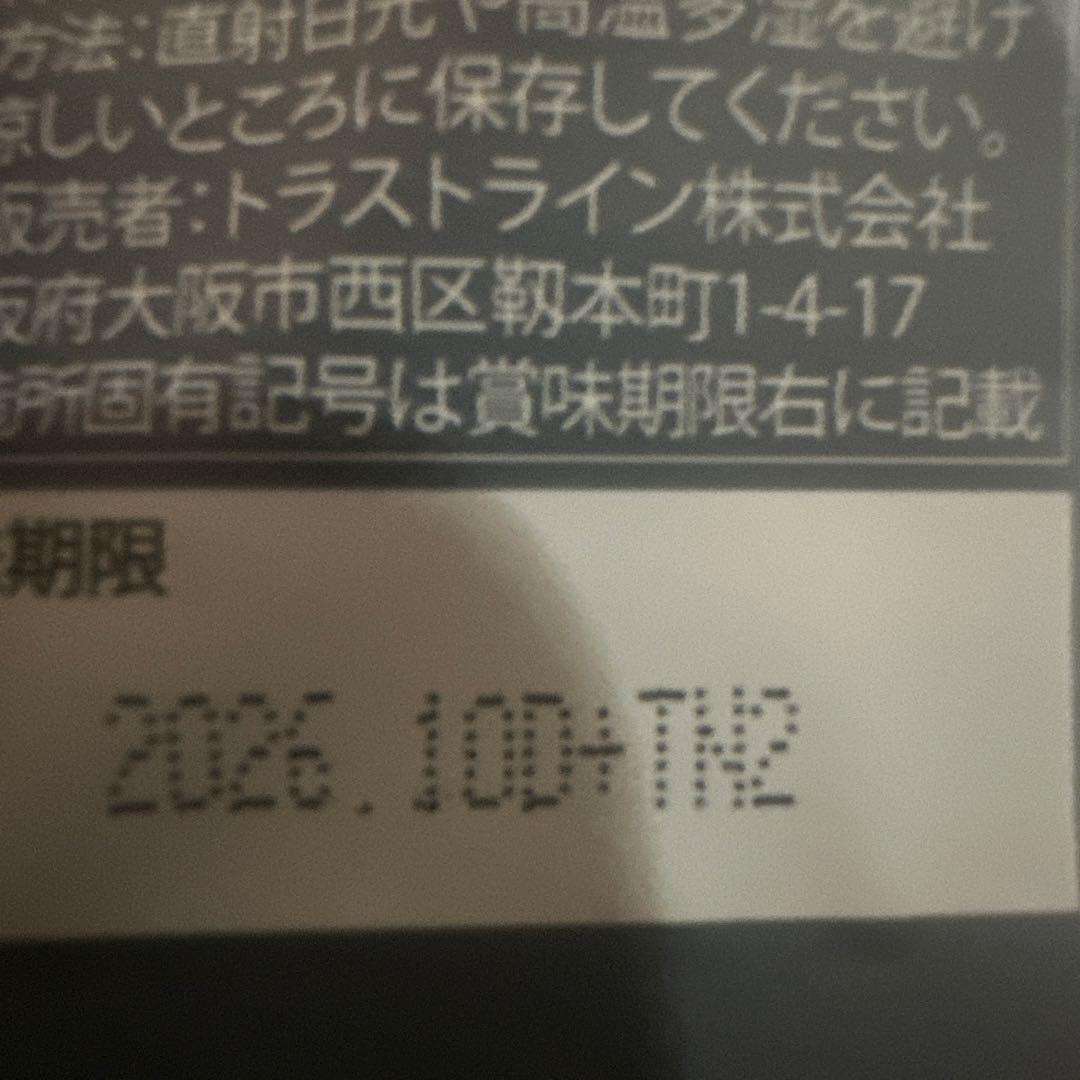 方法:直射日光や高温多湿を避け
涼しいところに保存してください。
販売者:トラストライン株式会社
阪府大阪市西区靱本町1-4-17
所固有記号は賞味期限右に記載
期限
2026.10D+TN2